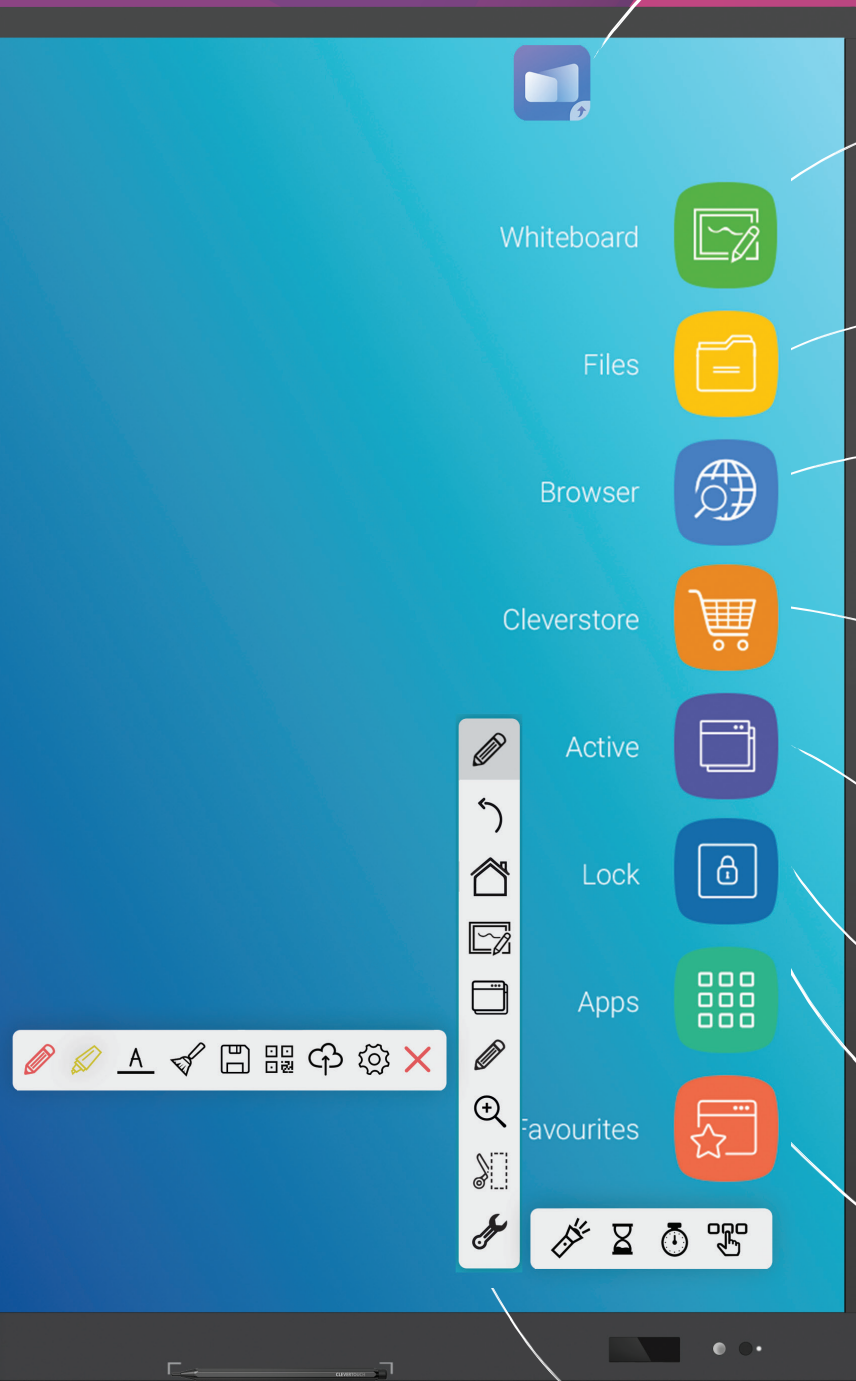 Whiteboard
Files
Browser
Cleverstore
Active
Lock
Apps
Favourites
A